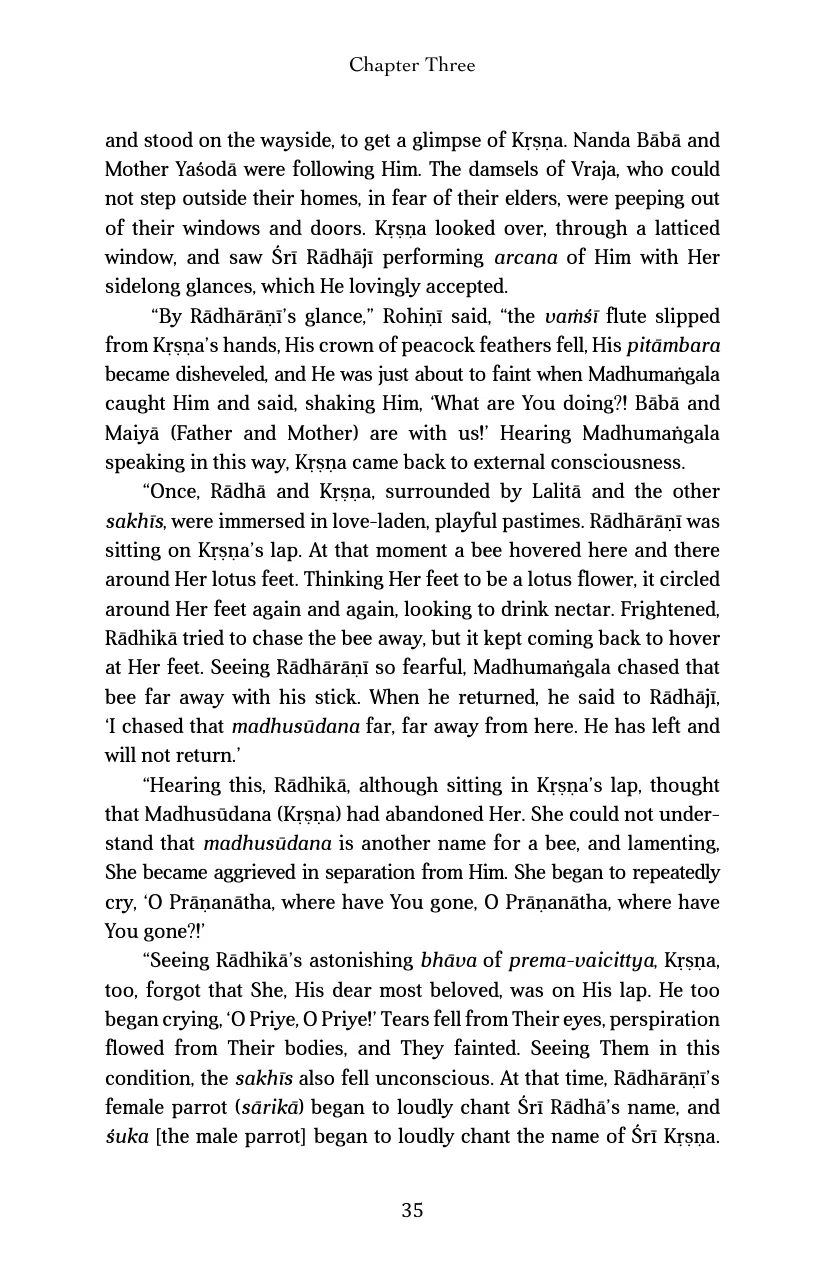 Chapter Three
and stood on the wayside, to get a glimpse of Kṛṣṇa. Nanda Bābā and
Mother Yaśodā were following Him. The damsels of Vraja, who could
not step outside their homes, in fear of their elders, were peeping out
of their windows and doors. Kṛṣṇa looked over, through a latticed
window, and saw Śrī Rādhājī performing arcana of Him with Her
sidelong glances, which He lovingly accepted.
“By Rādhārāṇī’s glance,” Rohiṇī said, “the vaṁśī flute slipped
from Kṛṣṇa’s hands, His crown of peacock feathers fell, His pitāmbara
became disheveled, and He was just about to faint when Madhumaṅgala
caught Him and said, shaking Him, ‘What are You doing?! Bābā and
Maiyā (Father and Mother) are with us!’ Hearing Madhumaṅgala
speaking in this way, Kṛṣṇa came back to external consciousness.
“Once, Rādhā and Kṛṣṇa, surrounded by Lalitā and the other
sakhīs, were immersed in love-laden, playful pastimes. Rādhārāṇī was
sitting on Kṛṣṇa’s lap. At that moment a bee hovered here and there
around Her lotus feet. Thinking Her feet to be a lotus flower, it circled
around Her feet again and again, looking to drink nectar. Frightened,
Rādhikā tried to chase the bee away, but it kept coming back to hover
at Her feet. Seeing Rādhārāṇī so fearful, Madhumaṅgala chased that
bee far away with his stick. When he returned, he said to Rādhājī,
‘I chased that madhusūdana far, far away from here. He has left and
will not return.’
“Hearing this, Rādhikā, although sitting in Kṛṣṇa’s lap, thought
that Madhusūdana (Kṛṣṇa) had abandoned Her. She could not under-
stand that madhusūdana is another name for a bee, and lamenting,
She became aggrieved in separation from Him. She began to repeatedly
cry, ‘O Prāṇanātha, where have You gone, O Prāṇanātha, where have
You gone?!’
“Seeing Rādhikā’s astonishing bhāva of prema-vaicittya, Kṛṣṇa,
too, forgot that She, His dear most beloved, was on His lap. He too
began crying, ‘O Priye, O Priye!’ Tears fell from Their eyes, perspiration
flowed from Their bodies, and They fainted. Seeing Them in this
condition, the sakhīs also fell unconscious. At that time, Rādhārāṇī’s
female parrot (sārikā) began to loudly chant Śrī Rādhā’s name, and
śuka [the male parrot] began to loudly chant the name of Śrī Kṛṣṇa.
35